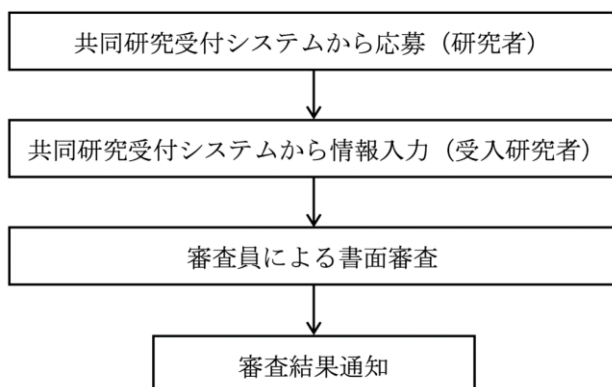 共同研究受付システムから応募（研究者）
共同研究受付システムから情報入力（受入研究者）
審査員による書面審査
審査結果通知